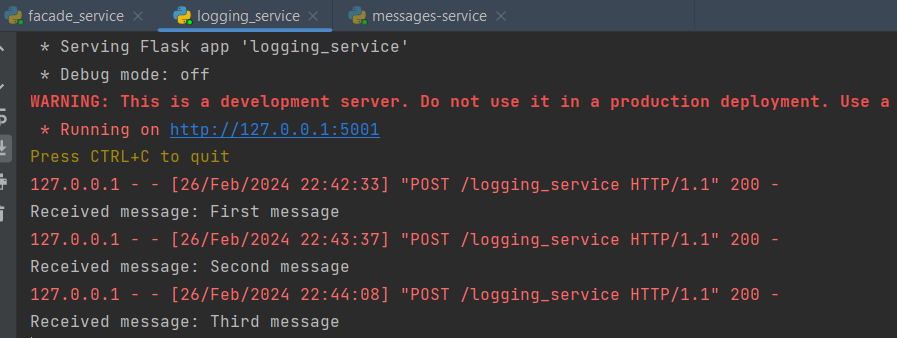 facade_service logging_service messages-service
* Serving Flask app 'logging_service'
* Debug mode: off
WARNING: This is a development server. Do not use it in a production deployment. Use a
* Running on http://127.0.0.1:5001
Press CTRL+C to quit
127.0.0.1 - - [26/Feb/2024 22:42:33] "POST /logging_service HTTP/1.1" 200 -
Received message: First message
127.0.0.1 - - [26/Feb/2024 22:43:37] "POST /logging_service HTTP/1.1" 200 -
Received message: Second message
127.0.0.1 - - [26/Feb/2024 22:44:08] "POST /logging_service HTTP/1.1" 200 -
Received message: Third message